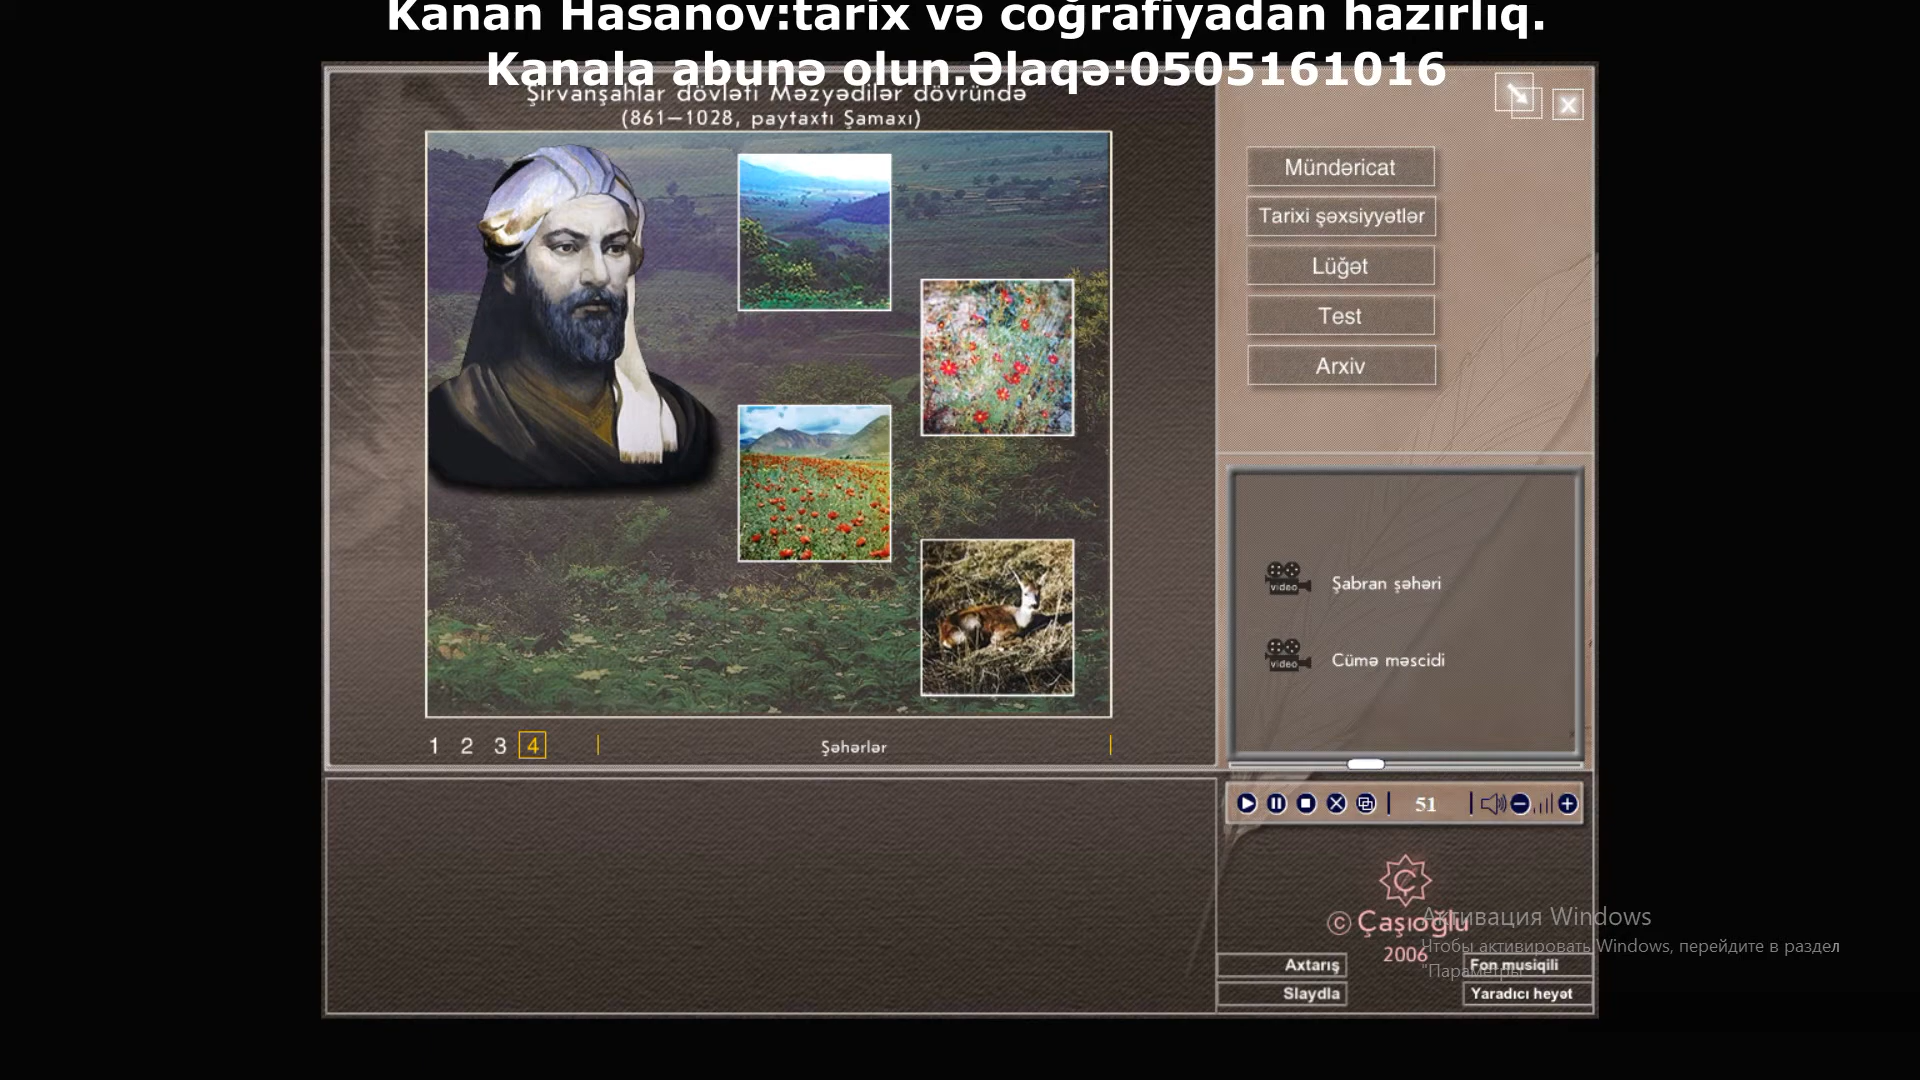 Kanan Hasanov:tarix və coğrafiyadan hazırlıq.
Kanala abunə olun.Əlaqə:0505161016
Şirvanşahlar dövləti Məzyədilər dövründə
(861–1028, paytaxtı Şamaxı)
Mündəricat
Tarixi şəxsiyyətlər
Lüğət
Test
Arxiv
video Şabran şəhəri
video Cümə məscidi
1 2 3 4
Şəhərlər
51
Ç
© Çaşıoğlu
2006
Активация Windows
Чтобы активировать Windows, перейдите в раздел
"Параметры"
Axtarış
Fon musiqili
Slaydla
Yaradıcı heyət